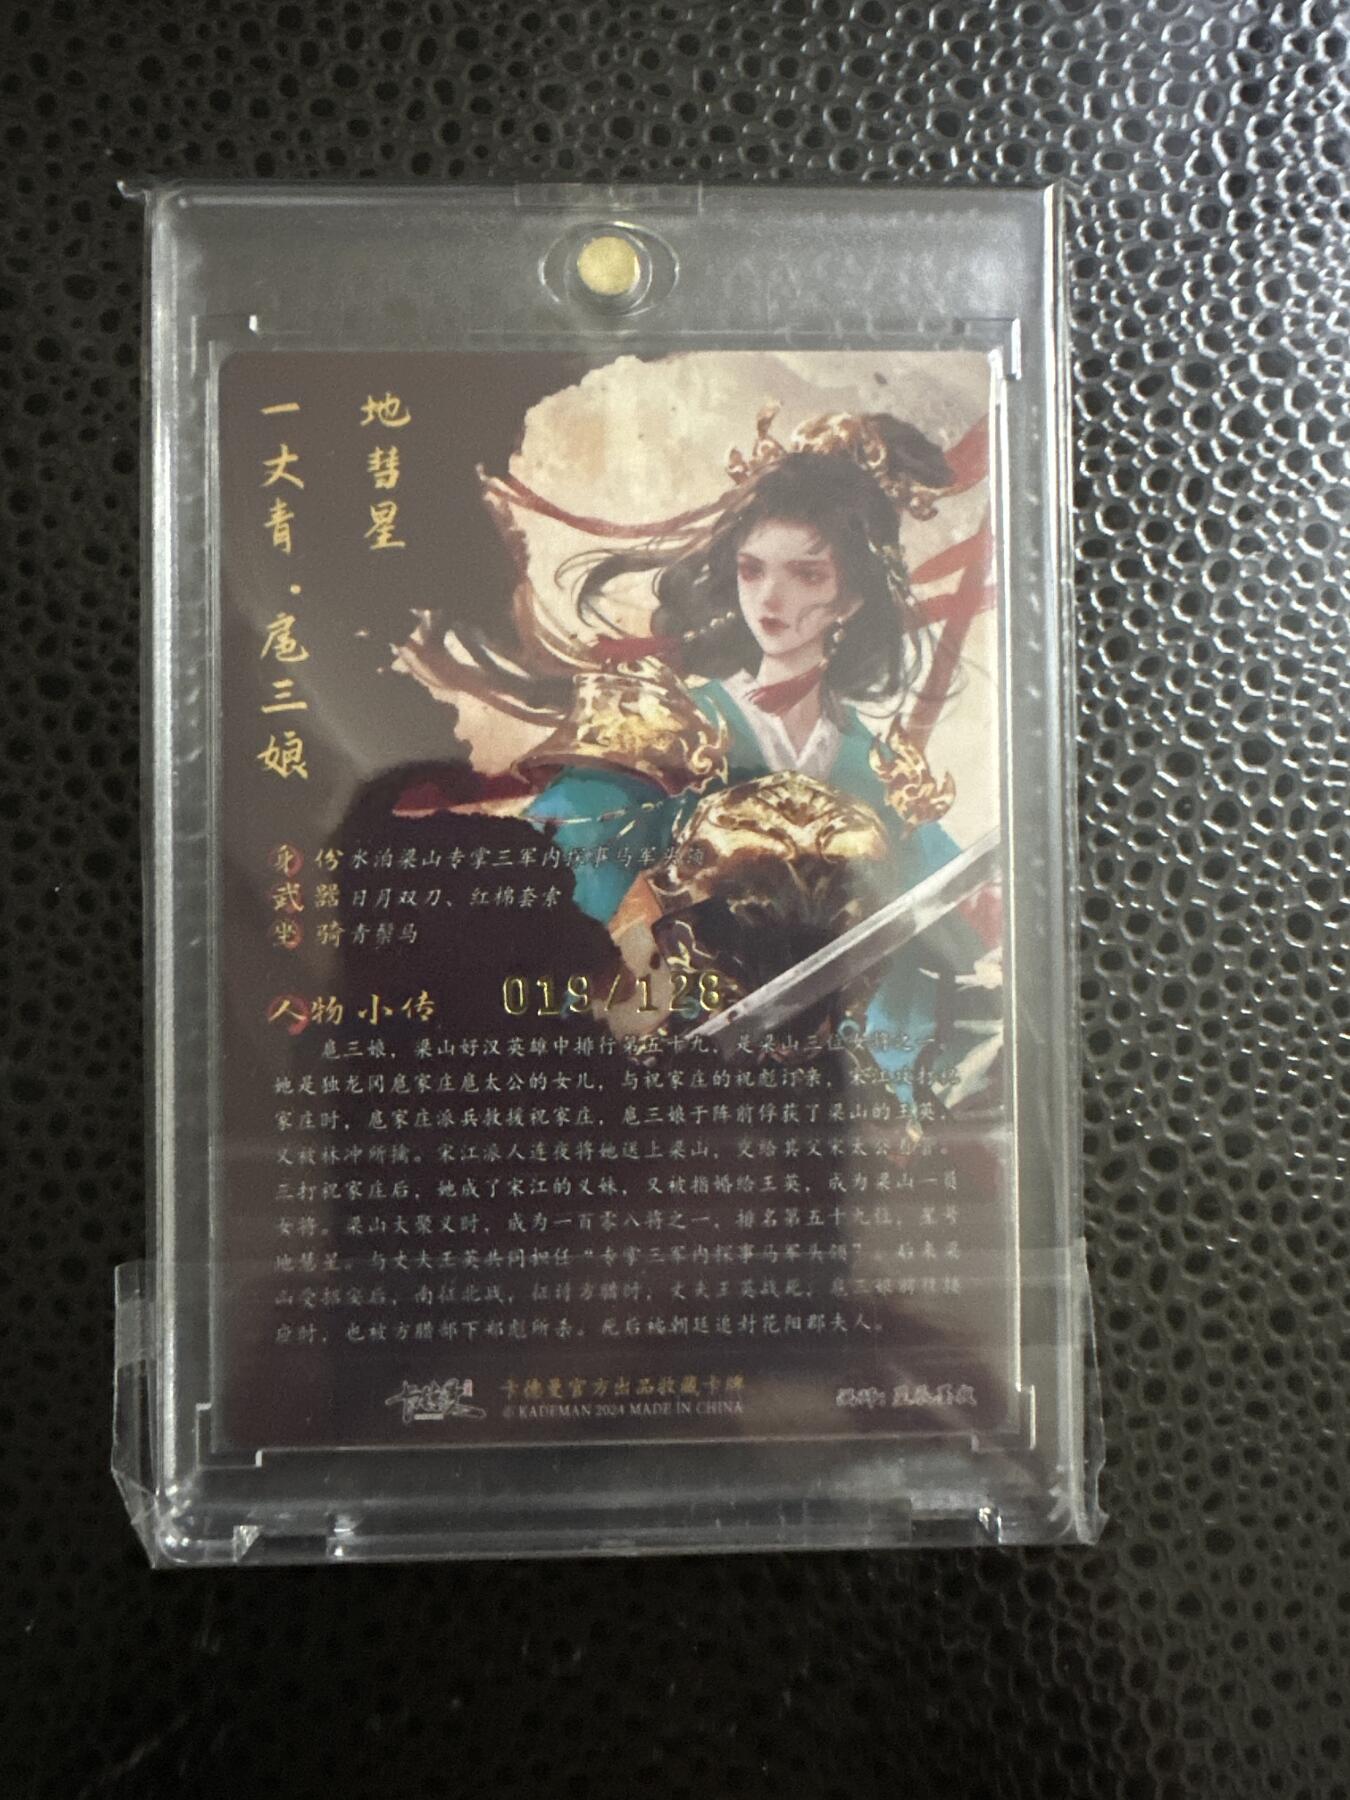 地彗星
一丈青·扈三娘
身份 水泊梁山专掌三军内探事马军头领
武器 日月双刀、红棉套索
坐骑 青鬃马
人物小传
019/128
扈三娘，梁山好汉英雄中排行第五十九，是梁山三位女将之一。
她是独龙冈扈家庄扈太公的女儿，与祝家庄的祝彪订亲，宋江攻打祝
家庄时，扈家庄派兵救援祝家庄，扈三娘于阵前俘获了梁山的王英，
又被林冲所擒。宋江派人连夜将她送上梁山，交给其父宋太公
三打祝家庄后，她成了宋江的义妹，又被指婚给王英，成为梁山一员
女将。梁山大聚义时，成为一百零八将之一，排名第五十九位，星号
地慧星。与丈夫王英共同担任“专掌三军内探事马军头领”。后来梁
山受招安后，南征北战，征讨方腊时，丈夫王英战死，扈三娘前往接
应时，也被方腊部下郑彪所杀。死后被朝廷追封花阳郡夫人。
卡德曼
卡德曼官方出品收藏卡牌
© KADEMAN 2024 MADE IN CHINA